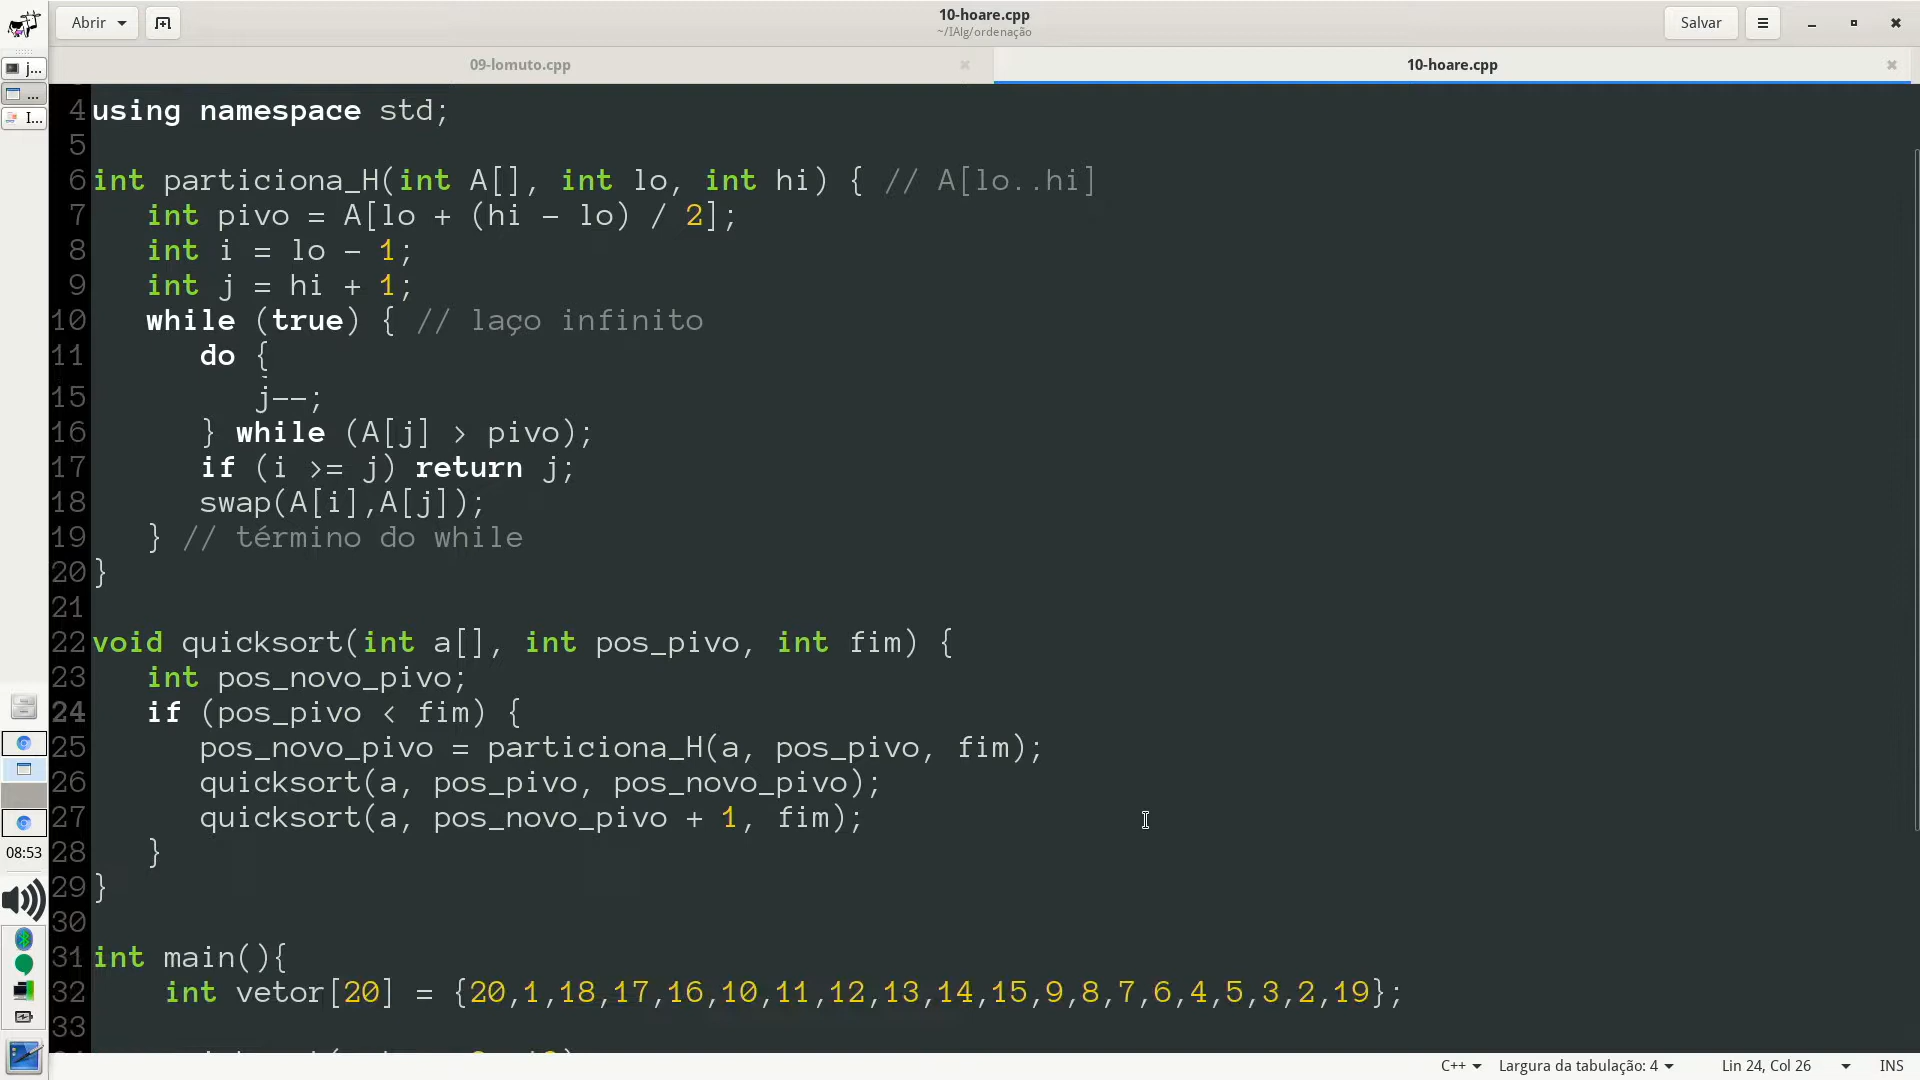 Abrir
10-hoare.cpp
~/IAlg/ordenação
Salvar
09-lomuto.cpp
10-hoare.cpp
j...
...
I...
4 using namespace std;
5
6 int particiona_H(int A[], int lo, int hi) { // A[lo..hi]
7 int pivo = A[lo + (hi - lo) / 2];
8 int i = lo - 1;
9 int j = hi + 1;
10 while (true) { // laço infinito
11 do {
15 j--;
16 } while (A[j] > pivo);
17 if (i >= j) return j;
18 swap(A[i],A[j]);
19 } // término do while
20 }
21
22 void quicksort(int a[], int pos_pivo, int fim) {
23 int pos_novo_pivo;
24 if (pos_pivo < fim) {
25 pos_novo_pivo = particiona_H(a, pos_pivo, fim);
26 quicksort(a, pos_pivo, pos_novo_pivo);
27 quicksort(a, pos_novo_pivo + 1, fim);
28 }
29 }
30
31 int main(){
32 int vetor[20] = {20,1,18,17,16,10,11,12,13,14,15,9,8,7,6,4,5,3,2,19};
33
08:53
C++
Largura da tabulação: 4
Lin 24, Col 26
INS